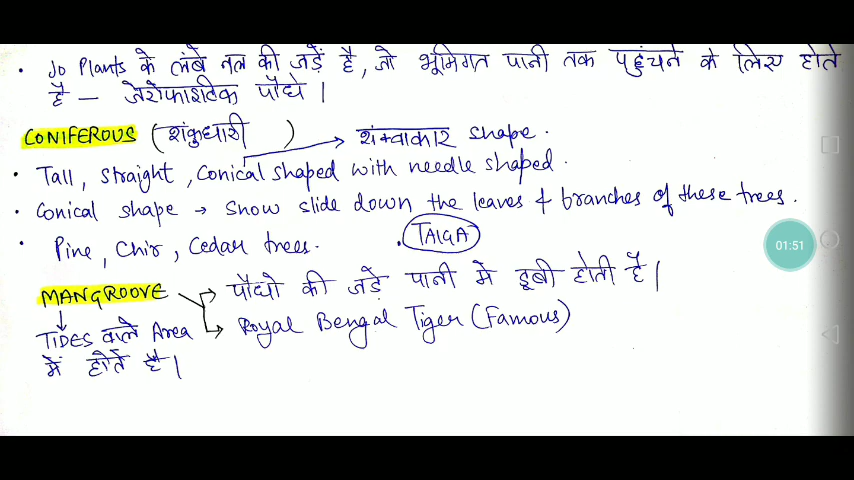 • Jo Plants के लंबे नल की जड़ें हैं, जो भूमिगत पानी तक पहुंचने के लिए होते
है — जेरोफाइटिक पौधे।
CONIFEROUS (शंकुधारी ) → शंक्वाकार shape.
• Tall, straight, Conical shaped with needle shaped.
• Conical shape → snow slide down the leaves & branches of these trees.
• Pine, Chir, Cedar trees. . TAIGA
MANGROOVE → पौधो की जड़े पानी में डूबी होती है।
TIDES वाले Area → Royal Bengal Tiger (Famous)
में होते है।
01:51